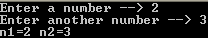 Enter a number --> 2
Enter another number --> 3
n1=2 n2=3